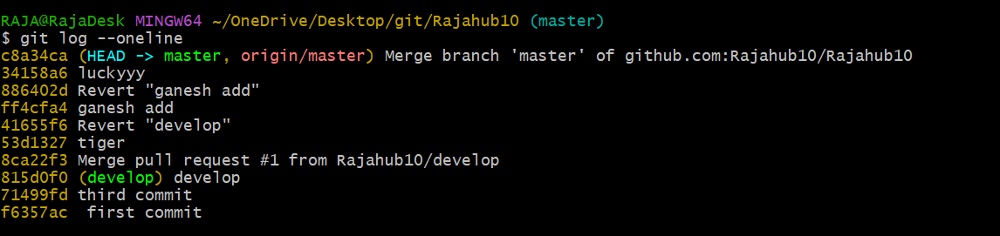 RAJA@RajaDesk MINGW64 ~/OneDrive/Desktop/git/Rajahub10 (master)
$ git log --oneline
c8a34ca (HEAD -> master, origin/master) Merge branch 'master' of github.com:Rajahub10/Rajahub10
34158a6 luckyyy
886402d Revert "ganesh add"
ff4cfa4 ganesh add
41655f6 Revert "develop"
53d1327 tiger
8ca22f3 Merge pull request #1 from Rajahub10/develop
815d0f0 (develop) develop
71499fd third commit
f6357ac  first commit